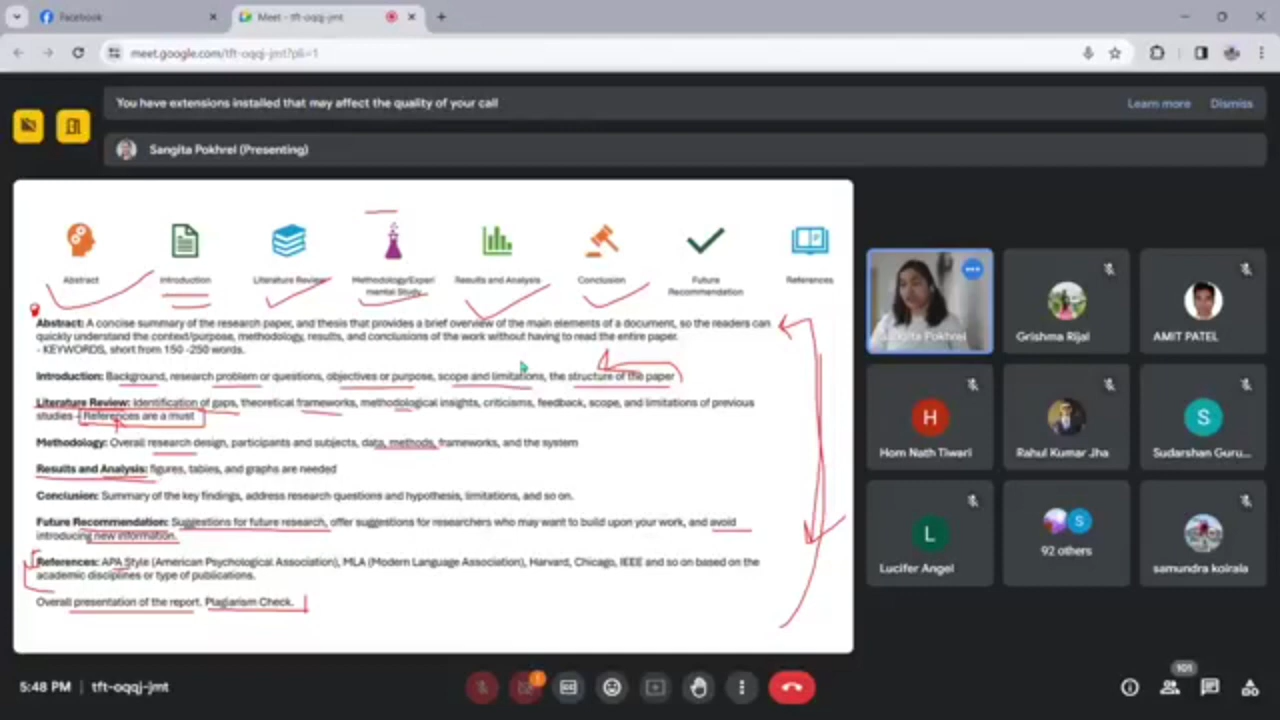 Facebook
Meet - tft-oqqj-jmt
meet.google.com/tft-oqqj-jmt?pli=1
You have extensions installed that may affect the quality of your call
Learn more
Dismiss
Sangita Pokhrel (Presenting)
Abstract
Introduction
Literature Review
Methodology/Experi
mental Study
Results and Analysis
Conclusion
Future
Recommendation
References
Abstract: A concise summary of the research paper, and thesis that provides a brief overview of the main elements of a document, so the readers can
quickly understand the context/purpose, methodology, results, and conclusions of the work without having to read the entire paper.
- KEYWORDS, short from 150 -250 words.
Introduction: Background, research problem or questions, objectives or purpose, scope and limitations, the structure of the paper
Literature Review: Identification of gaps, theoretical frameworks, methodological insights, criticisms, feedback, scope, and limitations of previous
studies - References are a must
Methodology: Overall research design, participants and subjects, data, methods, frameworks, and the system
Results and Analysis: figures, tables, and graphs are needed
Conclusion: Summary of the key findings, address research questions and hypothesis, limitations, and so on.
Future Recommendation: Suggestions for future research, offer suggestions for researchers who may want to build upon your work, and avoid
introducing new information.
References: APA Style (American Psychological Association), MLA (Modern Language Association), Harvard, Chicago, IEEE and so on based on the
academic disciplines or type of publications.
Overall presentation of the report, Plagiarism Check.
Sangita Pokhrel
Grishma Rijal
AMIT PATEL
H
Hom Nath Tiwari
Rahul Kumar Jha
S
Sudarshan Guru...
L
Lucifer Angel
S
92 others
samundra koirala
5:48 PM | tft-oqqj-jmt
1
101